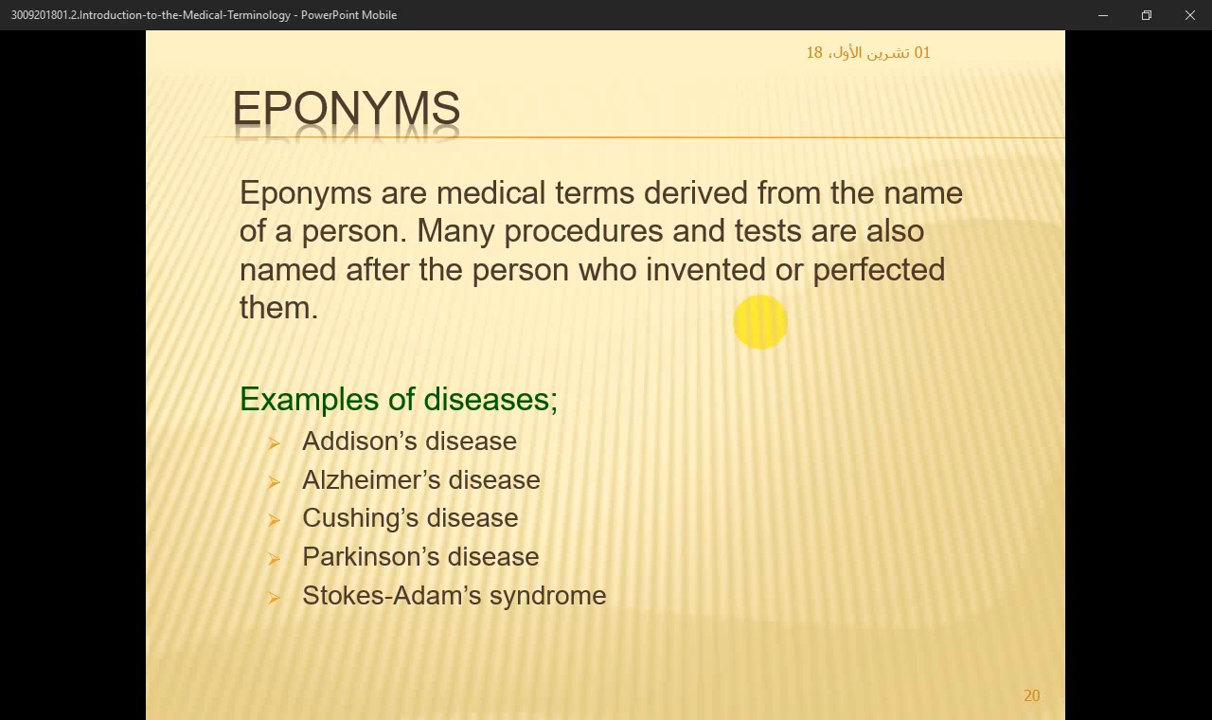 3009201801.2.Introduction-to-the-Medical-Terminology - PowerPoint Mobile
01 تشرين الأول، 18
EPONYMS
Eponyms are medical terms derived from the name
of a person. Many procedures and tests are also
named after the person who invented or perfected
them.
Examples of diseases;
Addison’s disease
Alzheimer’s disease
Cushing’s disease
Parkinson’s disease
Stokes-Adam’s syndrome
20